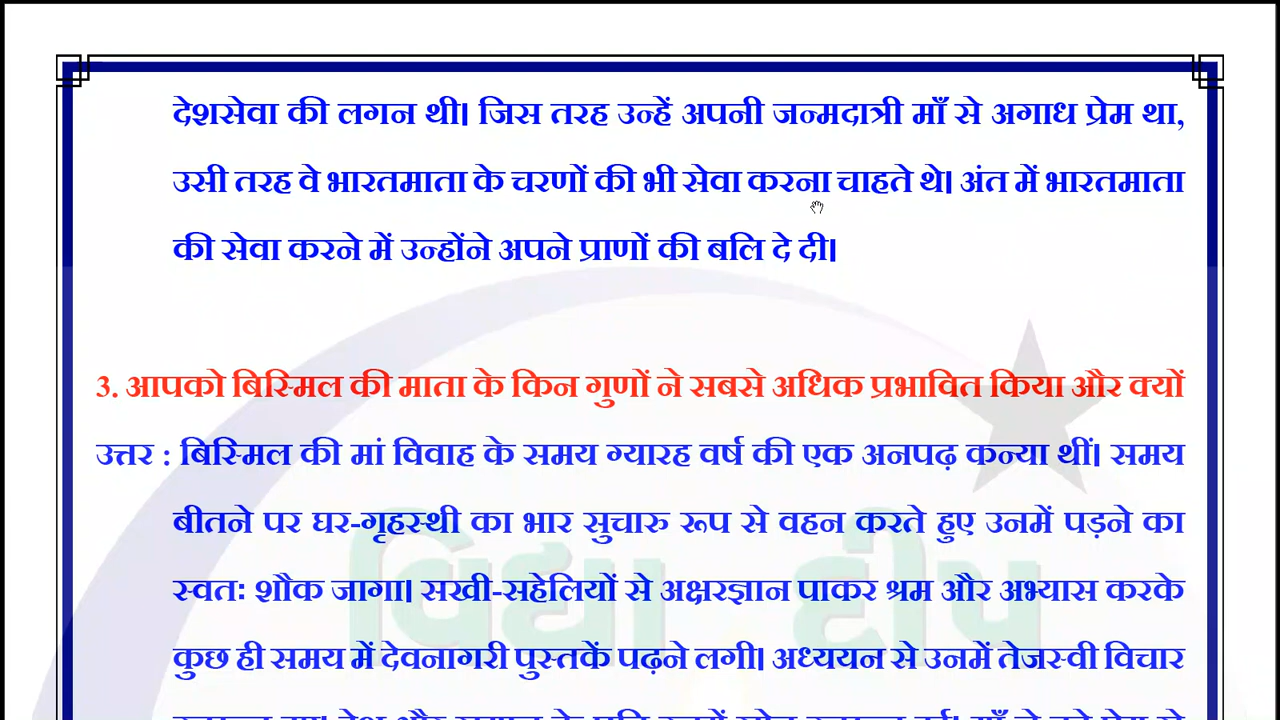 देशसेवा की लगन थी। जिस तरह उन्हें अपनी जन्मदात्री माँ से अगाध प्रेम था,
उसी तरह वे भारतमाता के चरणों की भी सेवा करना चाहते थे। अंत में भारतमाता
की सेवा करने में उन्होंने अपने प्राणों की बलि दे दी।
3. आपको बिस्मिल की माता के किन गुणों ने सबसे अधिक प्रभावित किया और क्यों
उत्तर : बिस्मिल की मां विवाह के समय ग्यारह वर्ष की एक अनपढ़ कन्या थीं। समय
बीतने पर घर-गृहस्थी का भार सुचारु रूप से वहन करते हुए उनमें पड़ने का
स्वतः शौक जागा। सखी-सहेलियों से अक्षरज्ञान पाकर श्रम और अभ्यास करके
विद्या दीप
कुछ ही समय में देवनागरी पुस्तकें पढ़ने लगी। अध्ययन से उनमें तेजस्वी विचार